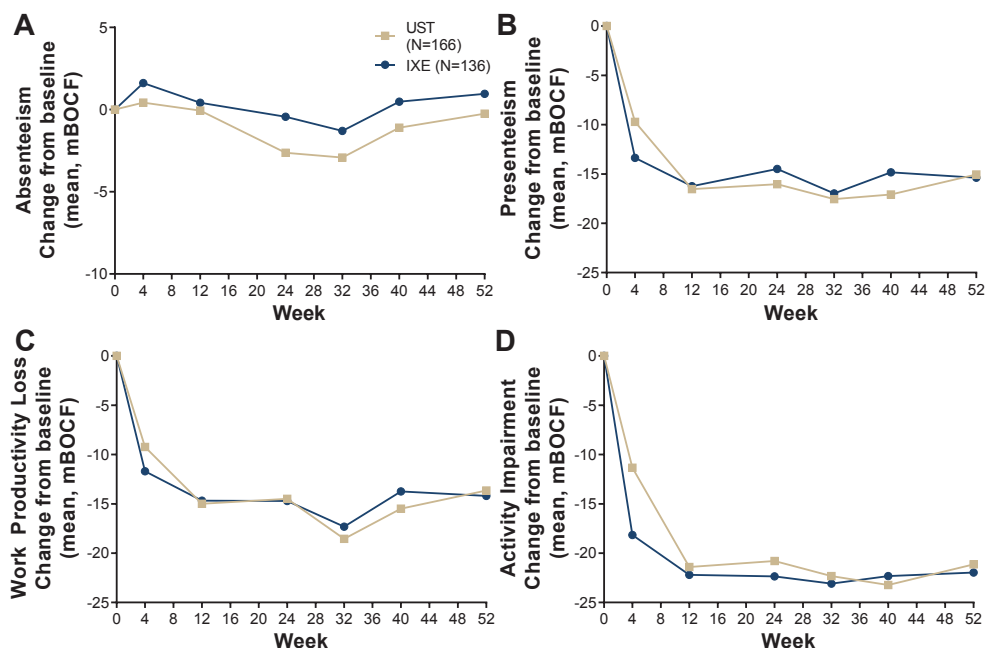 A
Absenteeism
Change from baseline
(mean, mBOCF)
5
0
-5
-10
UST
(N=166)
IXE (N=136)
0 4 8 12 16 20 24 28 32 36 40 44 48 52
Week
B
Presenteeism
Change from baseline
(mean, mBOCF)
0
-5
-10
-15
-20
-25
0 4 8 12 16 20 24 28 32 36 40 44 48 52
Week
C
Work Productivity Loss
Change from baseline
(mean, mBOCF)
0
-5
-10
-15
-20
-25
0 4 8 12 16 20 24 28 32 36 40 44 48 52
Week
D
Activity Impairment
Change from baseline
(mean, mBOCF)
0
-5
-10
-15
-20
-25
0 4 8 12 16 20 24 28 32 36 40 44 48 52
Week